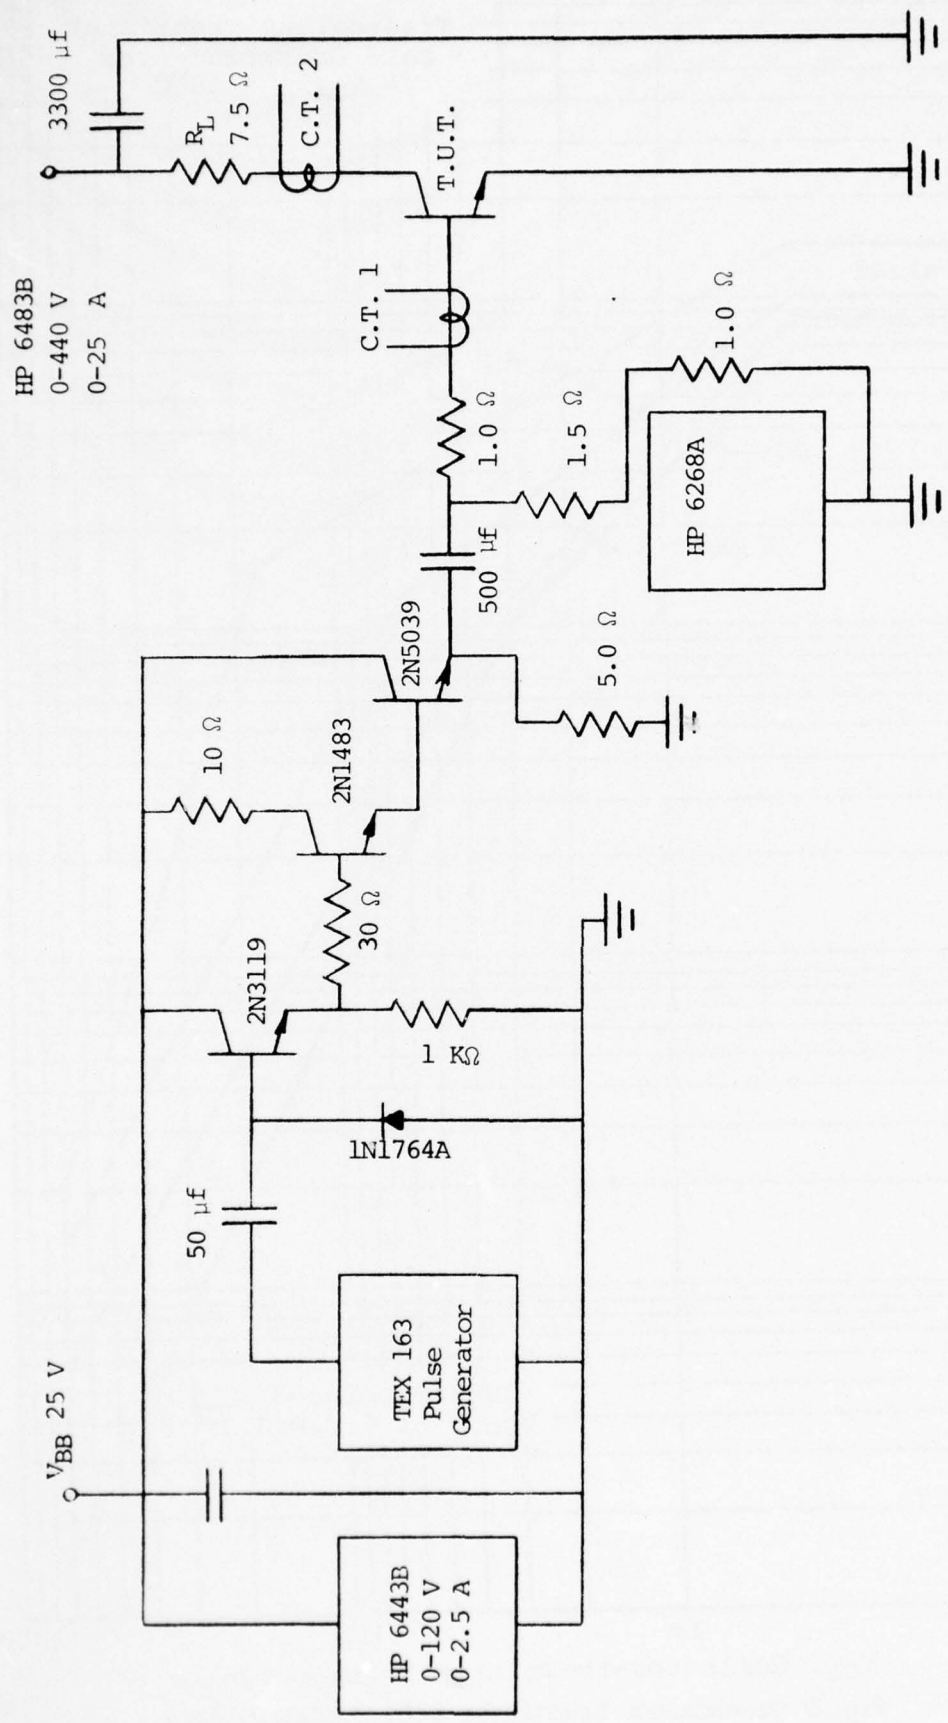 HP 6443B
0-120 V
0-2.5 A
VBB 25 V
TEX 163
Pulse
Generator
50 µf
1N1764A
2N3119
1 KΩ
30 Ω
2N1483
10 Ω
2N5039
5.0 Ω
500 µf
1.0 Ω
1.5 Ω
HP 6268A
1.0 Ω
C.T. 1
T.U.T.
HP 6483B
0-440 V
0-25 A
3300 µf
RL
7.5 Ω
C.T. 2